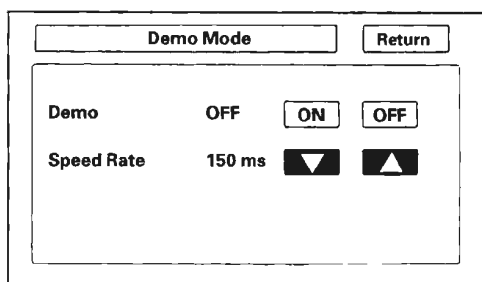 Demo Mode Return
Demo OFF ON OFF
Speed Rate 150 ms